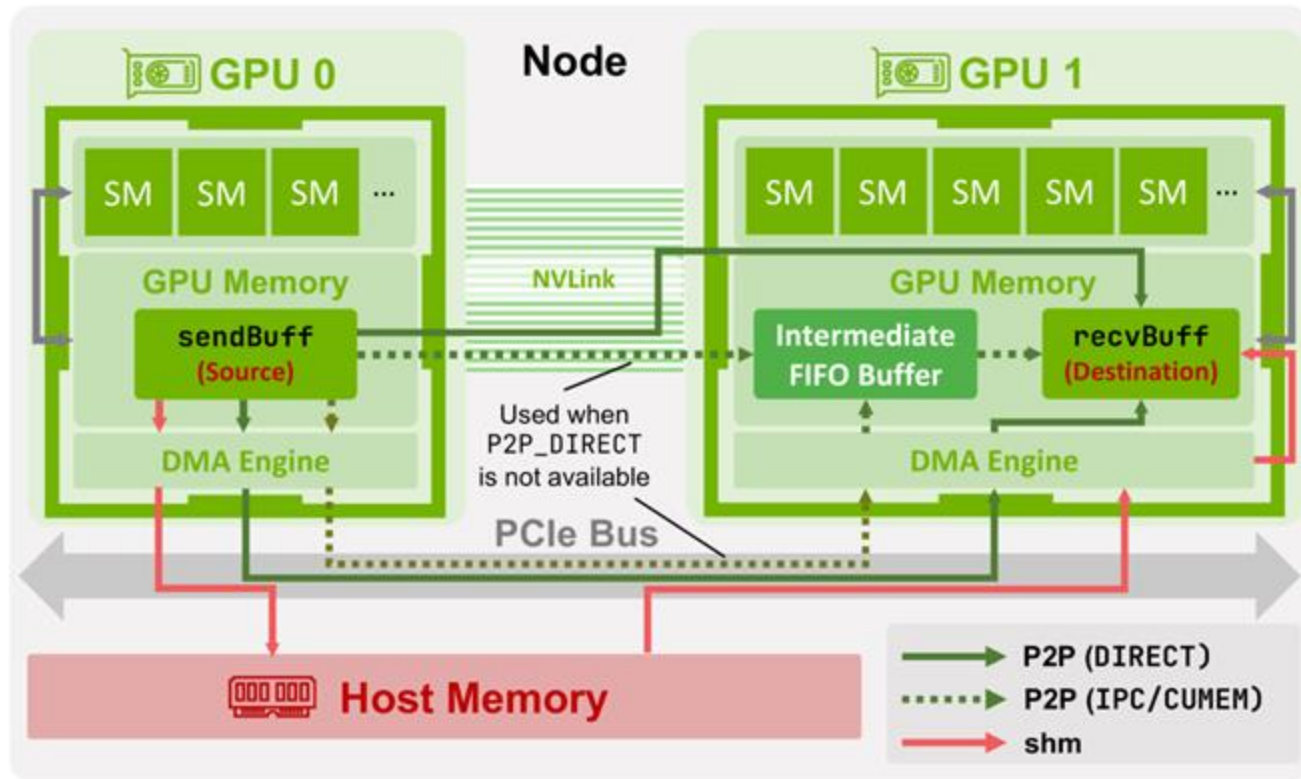 GPU 0
Node
GPU 1
SM SM SM ...
SM SM SM SM SM ...
GPU Memory
NVLink
GPU Memory
sendBuff
(Source)
Intermediate
FIFO Buffer
recvBuff
(Destination)
Used when
P2P_DIRECT
is not available
DMA Engine
DMA Engine
PCIe Bus
Host Memory
P2P (DIRECT)
P2P (IPC/CUMEM)
shm